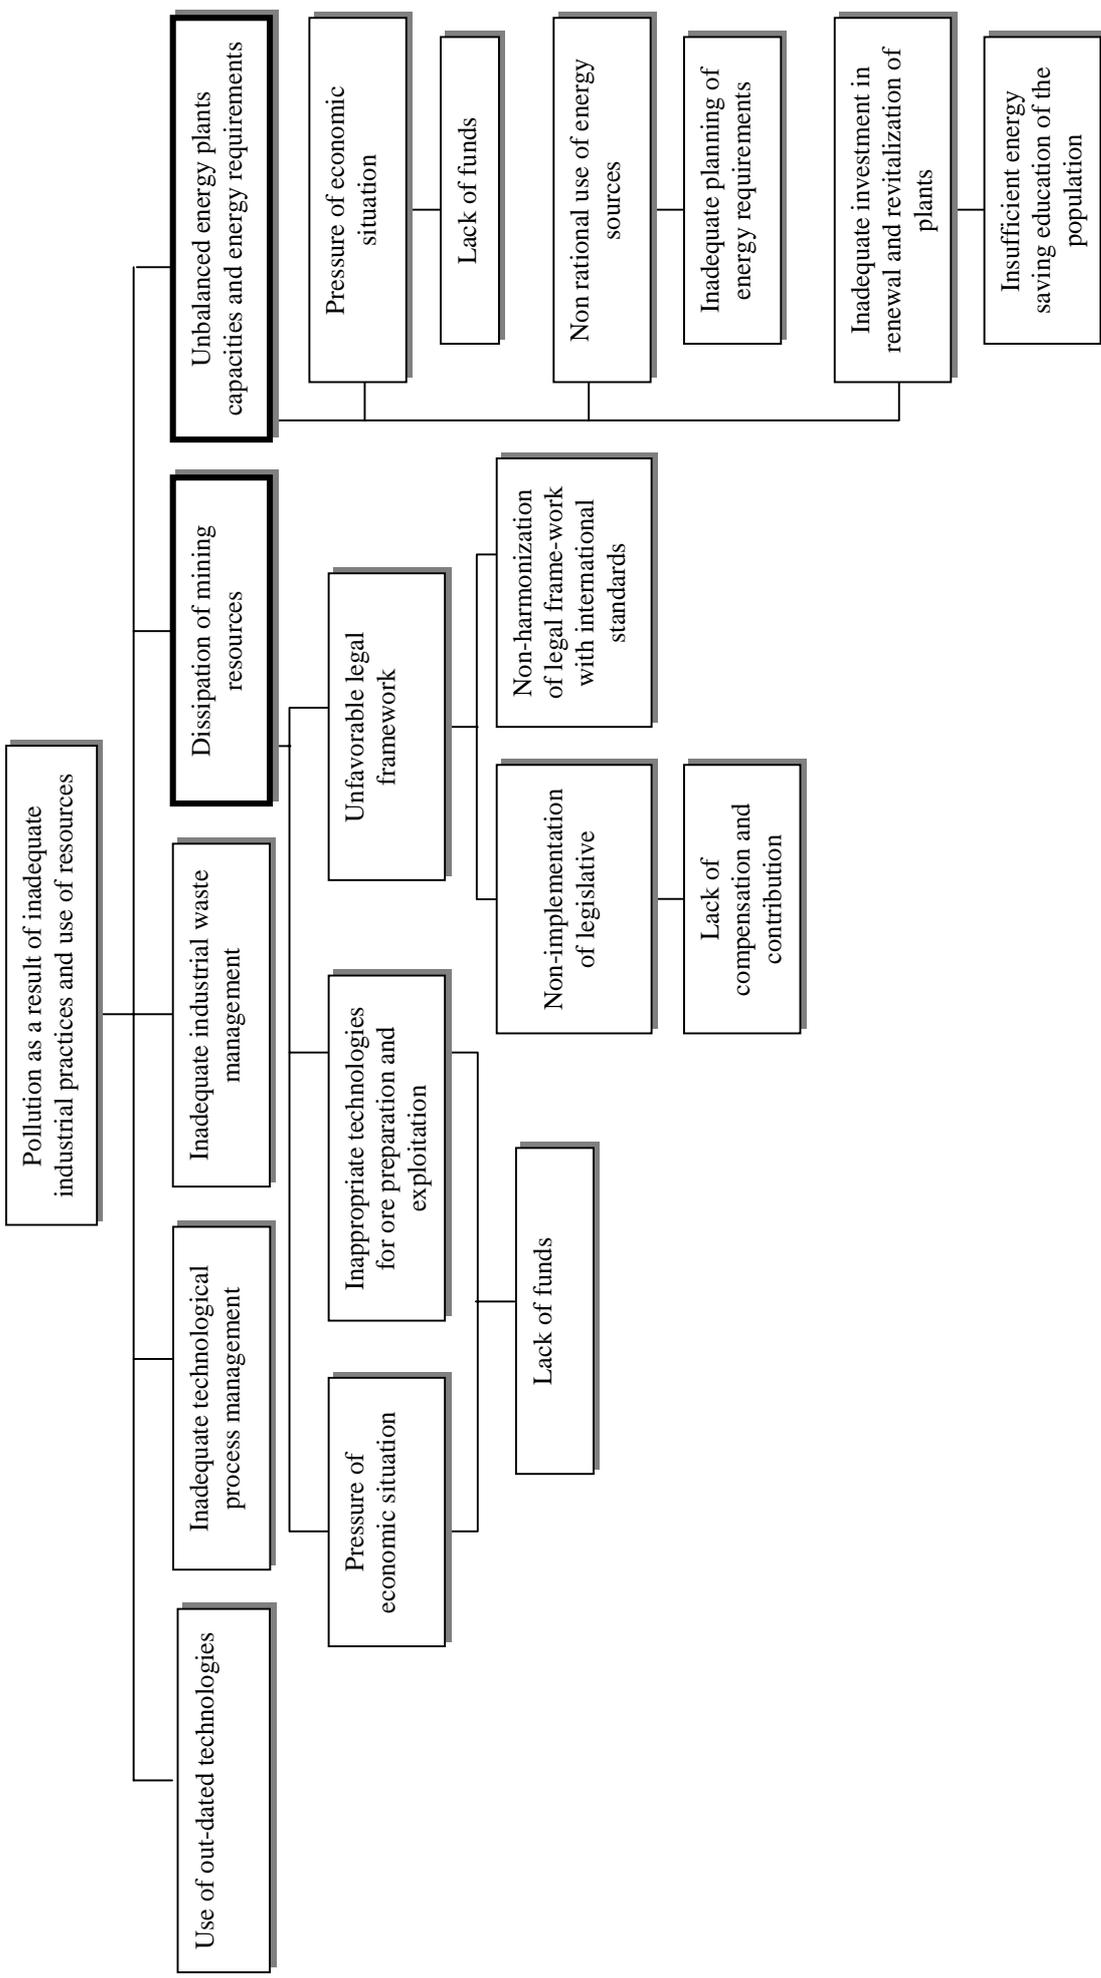 Pollution as a result of inadequate
industrial practices and use of resources
Use of out-dated technologies
Inadequate technological
process management
Inadequate industrial waste
management
Dissipation of mining
resources
Unbalanced energy plants
capacities and energy requirements
Pressure of
economic situation
Inappropriate technologies
for ore preparation and
exploitation
Unfavorable legal
framework
Lack of funds
Non-implementation
of legislative
Non-harmonization
of legal frame-work
with international
standards
Lack of
compensation and
contribution
Pressure of economic
situation
Lack of funds
Non rational use of energy
sources
Inadequate planning of
energy requirements
Inadequate investment in
renewal and revitalization of
plants
Insufficient energy
saving education of the
population